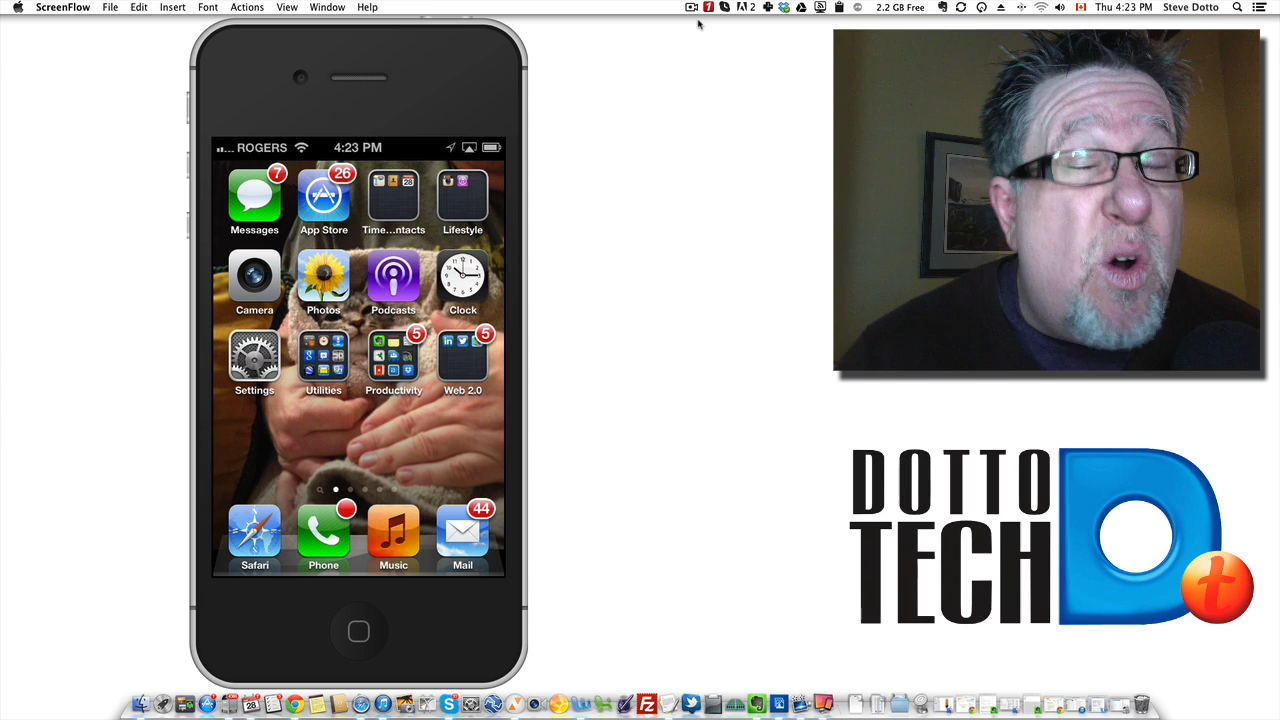 ScreenFlow File Edit Insert Font Actions View Window Help 1 2 2.2 GB Free Thu 4:23 PM Steve Dotto
ROGERS 4:23 PM
7 26
Messages App Store Time...ntacts Lifestyle
Camera Photos Podcasts Clock
5 5
Settings Utilities Productivity Web 2.0
44
Safari Phone Music Mail
DOTTO
TECH
D
t